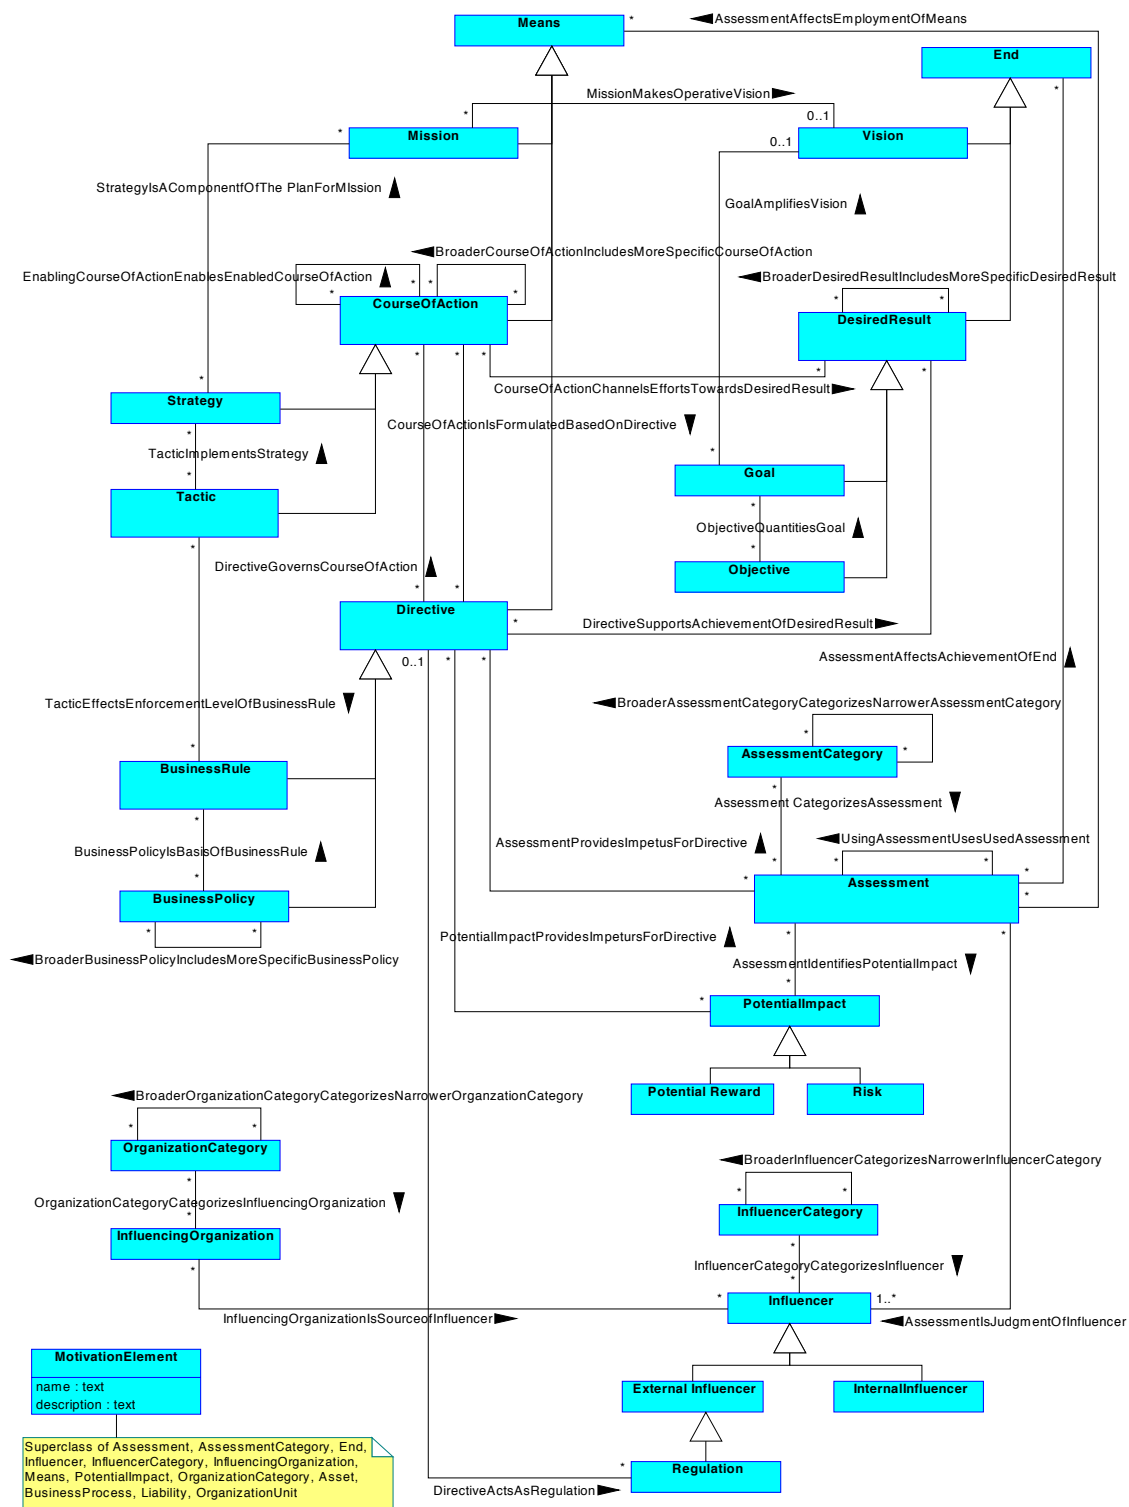 Means
* ◄AssessmentAffectsEmploymentOfMeans
End
*
MissionMakesOperativeVision►
*
0..1
*
Mission
Vision
0..1
StrategyIsAComponentfOfThe PlanForMIssion ▲
GoalAmplifiesVision ▲
◄BroaderCourseOfActionIncludesMoreSpecificCourseOfAction
EnablingCourseOfActionEnablesEnabledCourseOfAction ▲
◄BroaderDesiredResultIncludesMoreSpecificDesiredResult
* *
* *
* *
CourseOfAction
DesiredResult
* * *
* *
CourseOfActionChannelsEffortsTowardsDesiredResult►
*
Strategy
CourseOfActionIsFormulatedBasedOnDirective ▼
*
TacticImplementsStrategy ▲
*
*
Goal
Tactic
*
ObjectiveQuantitiesGoal ▲
*
*
Objective
DirectiveGovernsCourseOfAction ▲
* *
Directive
*
DirectiveSupportsAchievementOfDesiredResult►
0..1 * *
AssessmentAffectsAchievementOfEnd ▲
TacticEffectsEnforcementLevelOfBusinessRule ▼
◄BroaderAssessmentCategoryCategorizesNarrowerAssessmentCategory
*
*
*
AssessmentCategory
BusinessRule
*
Assessment CategorizesAssessment ▼
*
AssessmentProvidesImpetusForDirective ▲
◄UsingAssessmentUsesUsedAssessment
BusinessPolicyIsBasisOfBusinessRule ▲
* *
*
*
*
*
*
Assessment
BusinessPolicy
* *
* *
PotentialImpactProvidesImpetursForDirective ▲
◄BroaderBusinessPolicyIncludesMoreSpecificBusinessPolicy
AssessmentIdentifiesPotentialImpact ▼
*
*
PotentialImpact
Potential Reward
Risk
◄BroaderOrganizationCategoryCategorizesNarrowerOrganzationCategory
* *
OrganizationCategory
*
OrganizationCategoryCategorizesInfluencingOrganization ▼
*
InfluencingOrganization
*
◄BroaderInfluencerCategorizesNarrowerInfluencerCategory
* *
InfluencerCategory
*
InfluencerCategoryCategorizesInfluencer ▼
*
*
Influencer
1..*
InfluencingOrganizationIsSourceofInfluencer►
◄AssessmentIsJudgmentOfInfluencer
MotivationElement
name : text
description : text
External Influencer
InternalInfluencer
Superclass of Assessment, AssessmentCategory, End,
Influencer, InfluencerCategory, InfluencingOrganization,
Means, PotentialImpact, OrganizationCategory, Asset,
BusinessProcess, Liability, OrganizationUnit
*
Regulation
DirectiveActsAsRegulation►